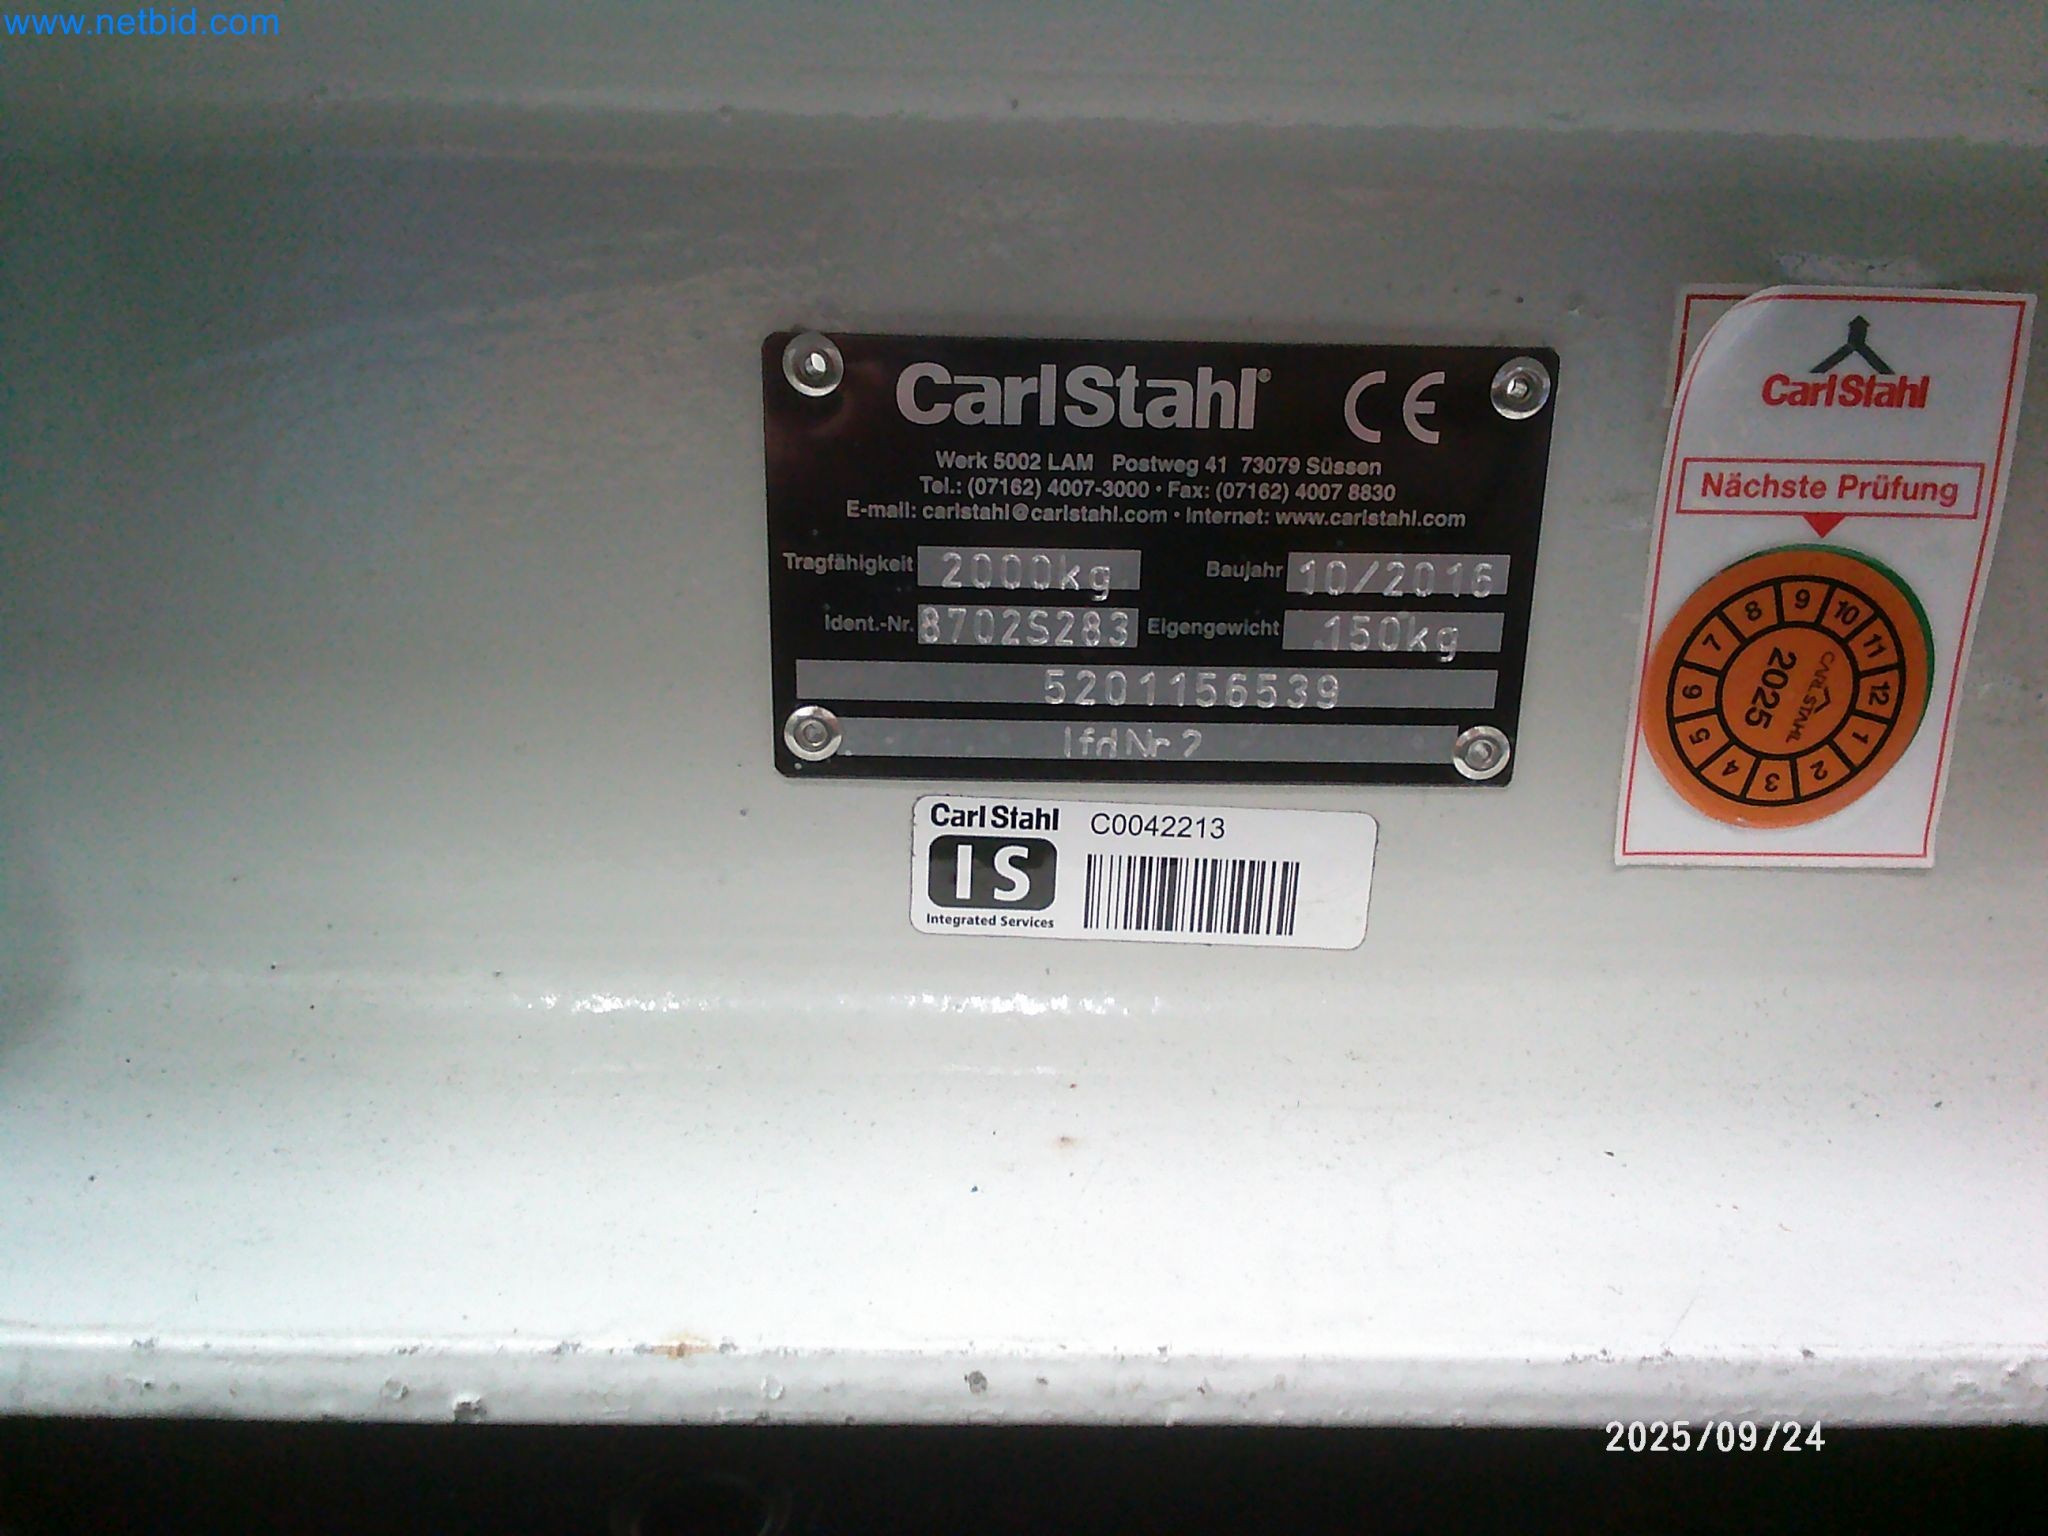 www.netbid.com
CarlStahl® CE
Werk 5002 LAM Postweg 41 73079 Süssen
Tel.: (07162) 4007-3000 · Fax: (07162) 4007 8830
E-mail: carlstahl@carlstahl.com · Internet: www.carlstahl.com
Tragfähigkeit 2000kg Baujahr 10/2016
Ident.-Nr. 8702S283 Eigengewicht 150kg
5201156539
lfdNr 2
Carl Stahl C0042213
IS
Integrated Services
CarlStahl
Nächste Prüfung
1 2 3 4 5 6 7 8 9 10 11 12
CARL STAHL
2025
2025/09/24